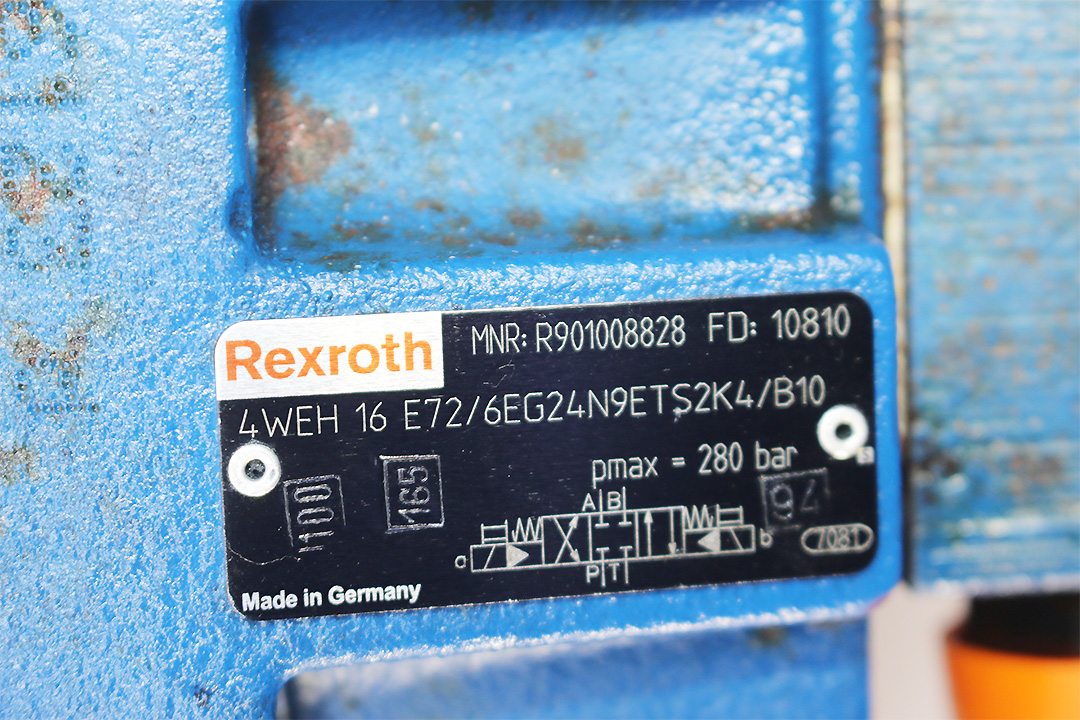 Rexroth
MNR: R901008828 FD: 10810
4WEH 16 E72/6EG24N9ETS2K4/B10
pmax = 280 bar
1100
165
94
A B
a
b
P T
7081
Made in Germany